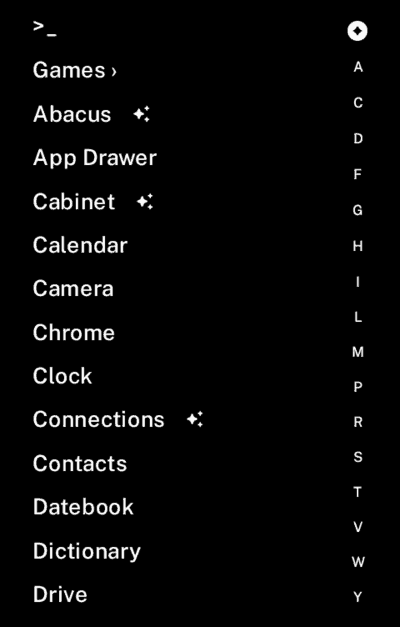 >_
Games ›
Abacus
App Drawer
Cabinet
Calendar
Camera
Chrome
Clock
Connections
Contacts
Datebook
Dictionary
Drive
A
C
D
F
G
H
I
L
M
P
R
S
T
V
W
Y